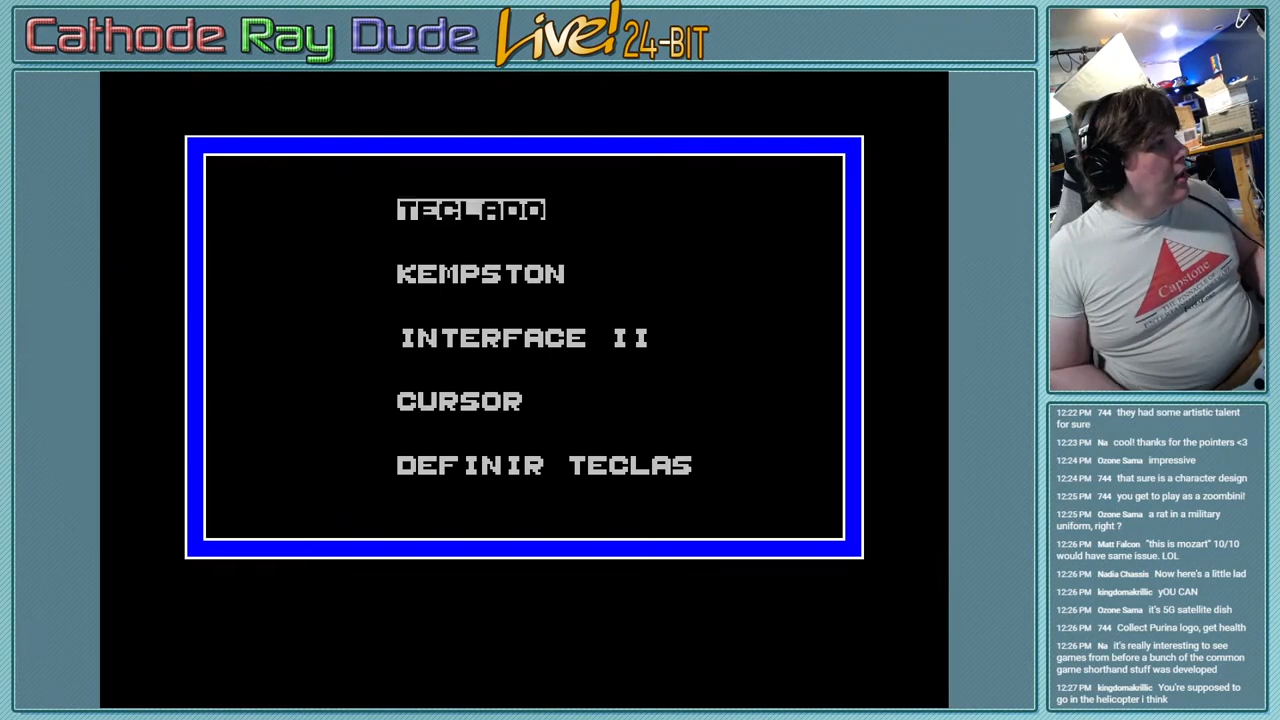 Cathode Ray Dude Live! 24-BIT
TECLADO
KEMPSTON
INTERFACE II
CURSOR
DEFINIR TECLAS
Capstone
12:22 PM 744 they had some artistic talent
for sure
12:23 PM Na cool! thanks for the pointers <3
12:24 PM Ozone Sama impressive
12:24 PM 744 that sure is a character design
12:25 PM 744 you get to play as a zoombini!
12:25 PM Ozone Sama a rat in a military
uniform, right ?
12:26 PM Matt Falcon "this is mozart" 10/10
would have same issue. LOL
12:26 PM Nadia Chassis Now here's a little lad
12:26 PM kingdomakrillic yOU CAN
12:26 PM Ozone Sama it's 5G satellite dish
12:26 PM 744 Collect Purina logo, get health
12:26 PM Na it's really interesting to see
games from before a bunch of the common
game shorthand stuff was developed
12:27 PM kingdomakrillic You're supposed to
go in the helicopter i think